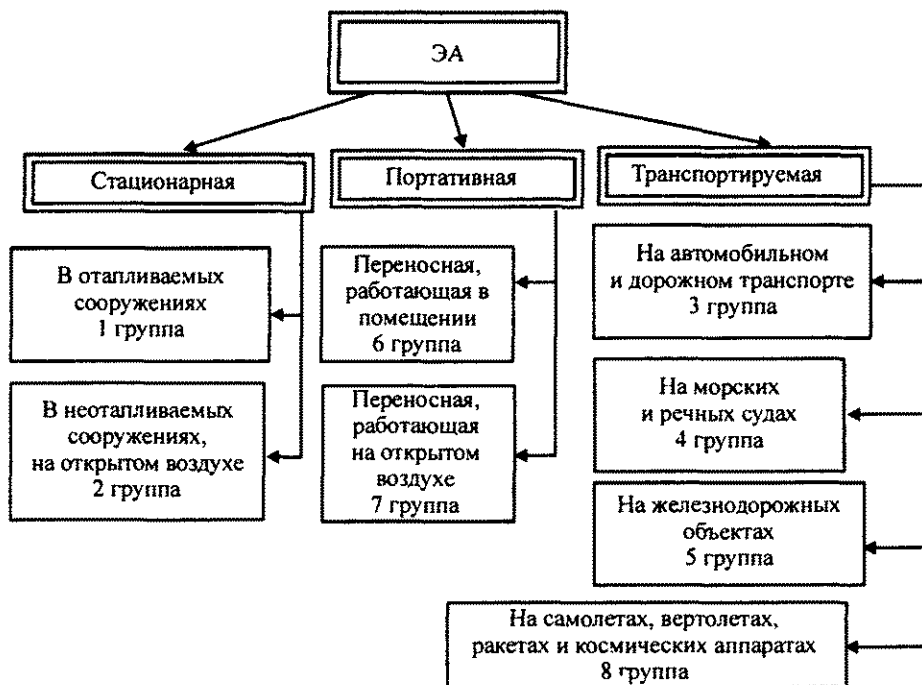 ЭА
Стационарная
Портативная
Транспортируемая
В отапливаемых
сооружениях
1 группа
В неотапливаемых
сооружениях,
на открытом воздухе
2 группа
Переносная,
работающая в
помещении
6 группа
Переносная,
работающая
на открытом
воздухе
7 группа
На автомобильном
и дорожном транспорте
3 группа
На морских
и речных судах
4 группа
На железнодорожных
объектах
5 группа
На самолетах, вертолетах,
ракетах и космических аппаратах
8 группа